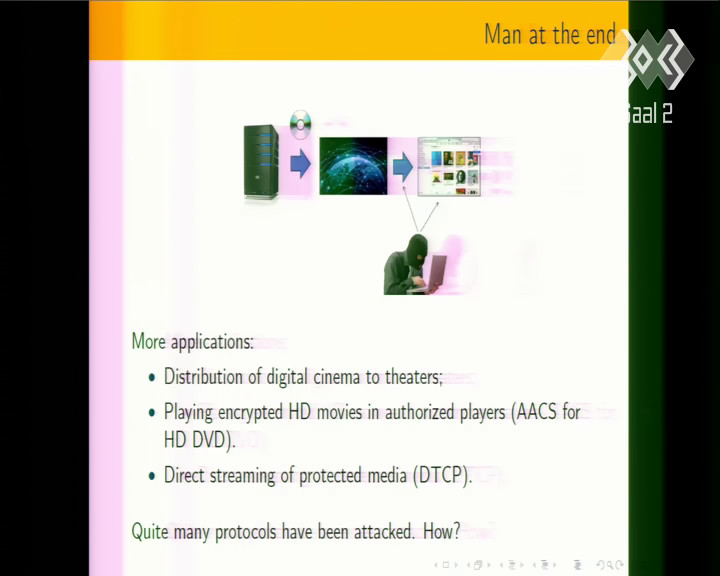 Man at the end
Saal 2
More applications:
• Distribution of digital cinema to theaters;
• Playing encrypted HD movies in authorized players (AACS for
HD DVD).
• Direct streaming of protected media (DTCP).
Quite many protocols have been attacked. How?